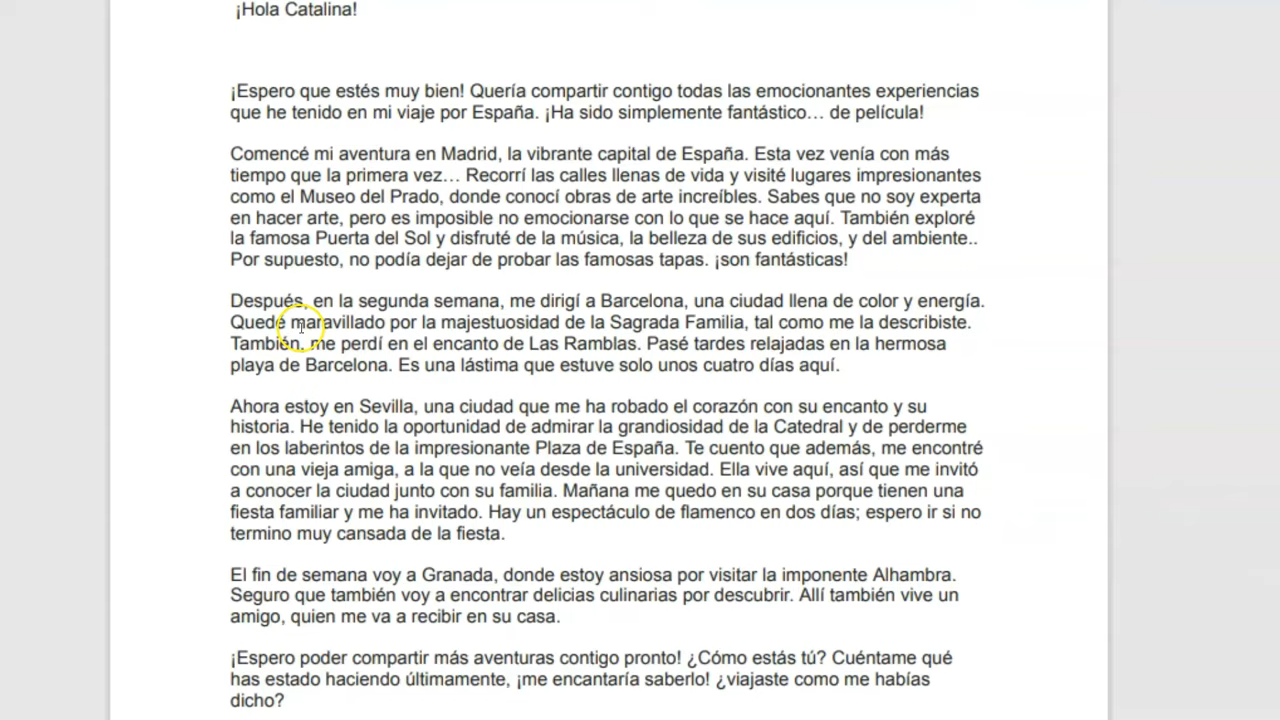 ¡Hola Catalina!
¡Espero que estés muy bien! Quería compartir contigo todas las emocionantes experiencias
que he tenido en mi viaje por España. ¡Ha sido simplemente fantástico… de película!
Comencé mi aventura en Madrid, la vibrante capital de España. Esta vez venía con más
tiempo que la primera vez… Recorrí las calles llenas de vida y visité lugares impresionantes
como el Museo del Prado, donde conocí obras de arte increíbles. Sabes que no soy experta
en hacer arte, pero es imposible no emocionarse con lo que se hace aquí. También exploré
la famosa Puerta del Sol y disfruté de la música, la belleza de sus edificios, y del ambiente..
Por supuesto, no podía dejar de probar las famosas tapas. ¡son fantásticas!
Después, en la segunda semana, me dirigí a Barcelona, una ciudad llena de color y energía.
Quedé maravillado por la majestuosidad de la Sagrada Familia, tal como me la describiste.
También, me perdí en el encanto de Las Ramblas. Pasé tardes relajadas en la hermosa
playa de Barcelona. Es una lástima que estuve solo unos cuatro días aquí.
Ahora estoy en Sevilla, una ciudad que me ha robado el corazón con su encanto y su
historia. He tenido la oportunidad de admirar la grandiosidad de la Catedral y de perderme
en los laberintos de la impresionante Plaza de España. Te cuento que además, me encontré
con una vieja amiga, a la que no veía desde la universidad. Ella vive aquí, así que me invitó
a conocer la ciudad junto con su familia. Mañana me quedo en su casa porque tienen una
fiesta familiar y me ha invitado. Hay un espectáculo de flamenco en dos días; espero ir si no
termino muy cansada de la fiesta.
El fin de semana voy a Granada, donde estoy ansiosa por visitar la imponente Alhambra.
Seguro que también voy a encontrar delicias culinarias por descubrir. Allí también vive un
amigo, quien me va a recibir en su casa.
¡Espero poder compartir más aventuras contigo pronto! ¿Cómo estás tú? Cuéntame qué
has estado haciendo últimamente, ¡me encantaría saberlo! ¿viajaste como me habías
dicho?